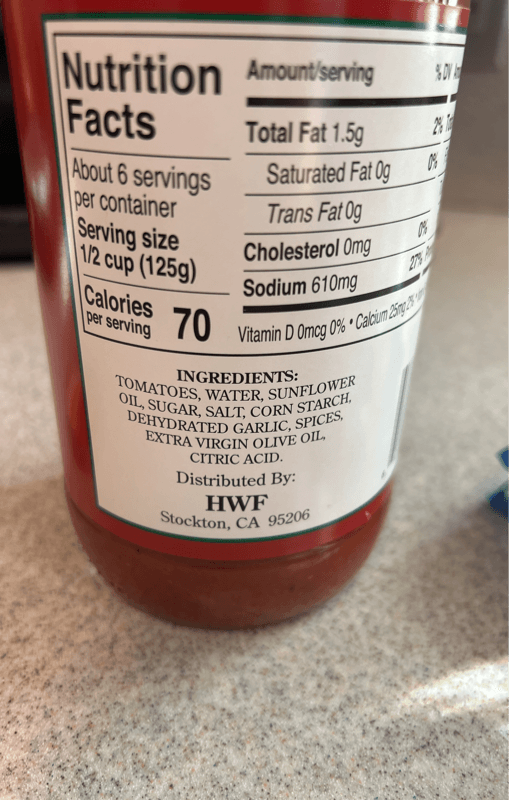 Nutrition
Facts
About 6 servings
per container
Serving size
1/2 cup (125g)
Calories
per serving
70
Amount/serving
% DV
Total Fat 1.5g
2%
Saturated Fat 0g
0%
Trans Fat 0g
Cholesterol 0mg
0%
Sodium 610mg
27%
Vitamin D 0mcg 0% • Calcium 25mg 2% •
INGREDIENTS:
TOMATOES, WATER, SUNFLOWER
OIL, SUGAR, SALT, CORN STARCH,
DEHYDRATED GARLIC, SPICES,
EXTRA VIRGIN OLIVE OIL,
CITRIC ACID.
Distributed By:
HWF
Stockton, CA 95206